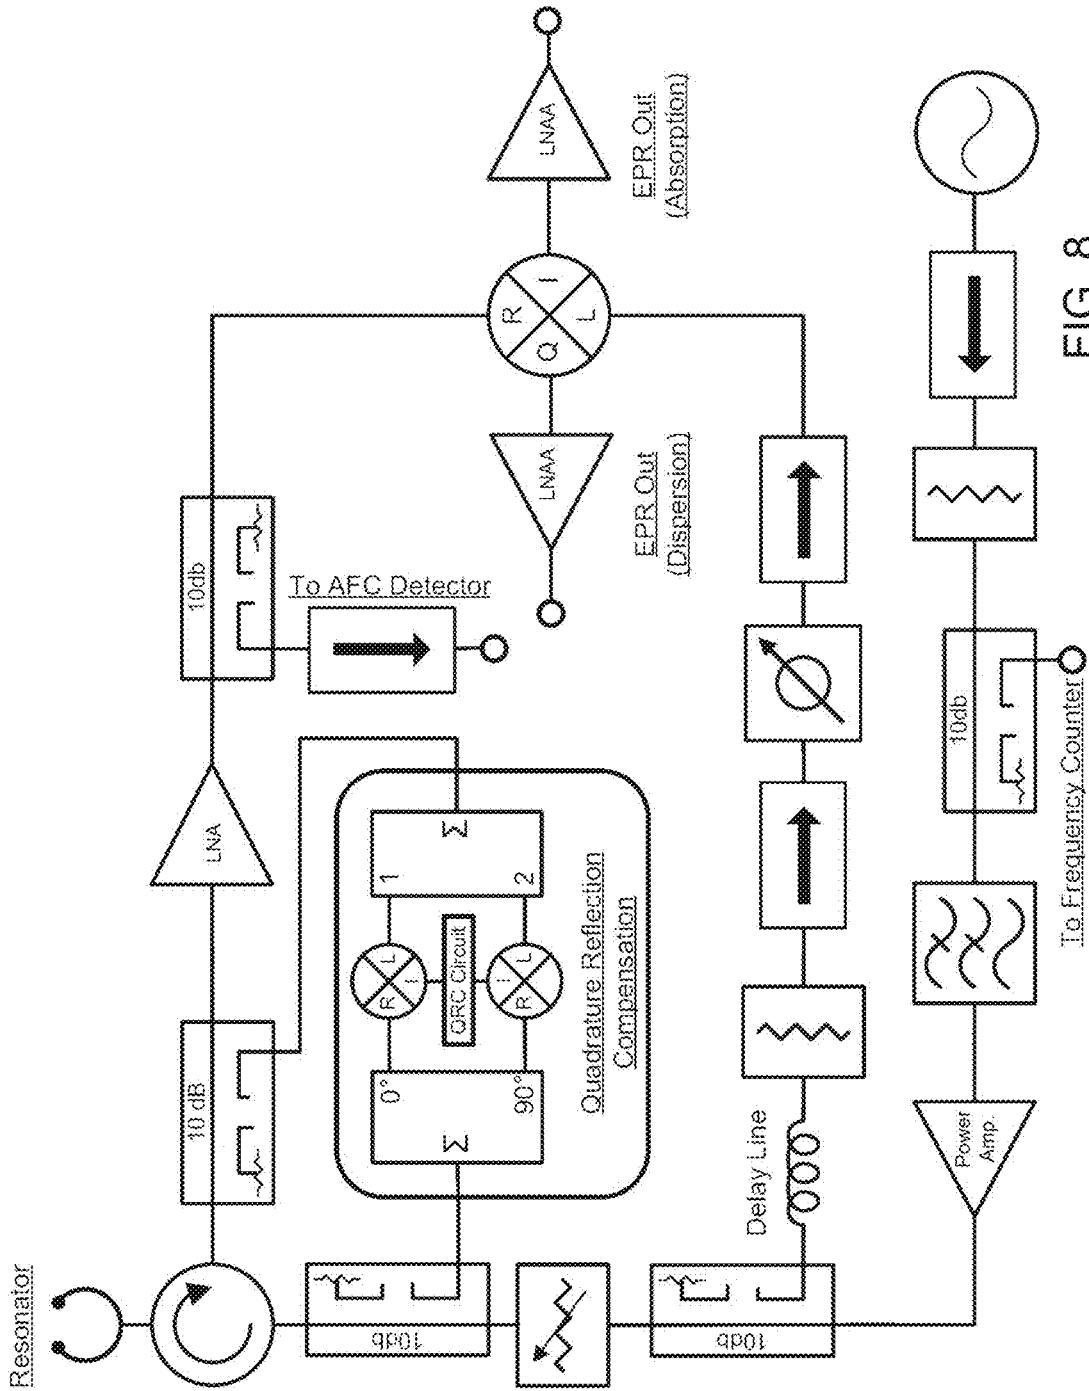 Resonator
10 dB
LNA
10db
To AFC Detector
LNAA
EPR Out
(Absorption)
R
I
Q
L
LNAA
EPR Out
(Dispersion)
Σ
0°
90°
R
L
I
QRC Circuit
I
R
L
1
2
Σ
Quadrature Reflection
Compensation
10db
10db
Delay Line
Power
Amp.
10db
To Frequency Counter
FIG. 8